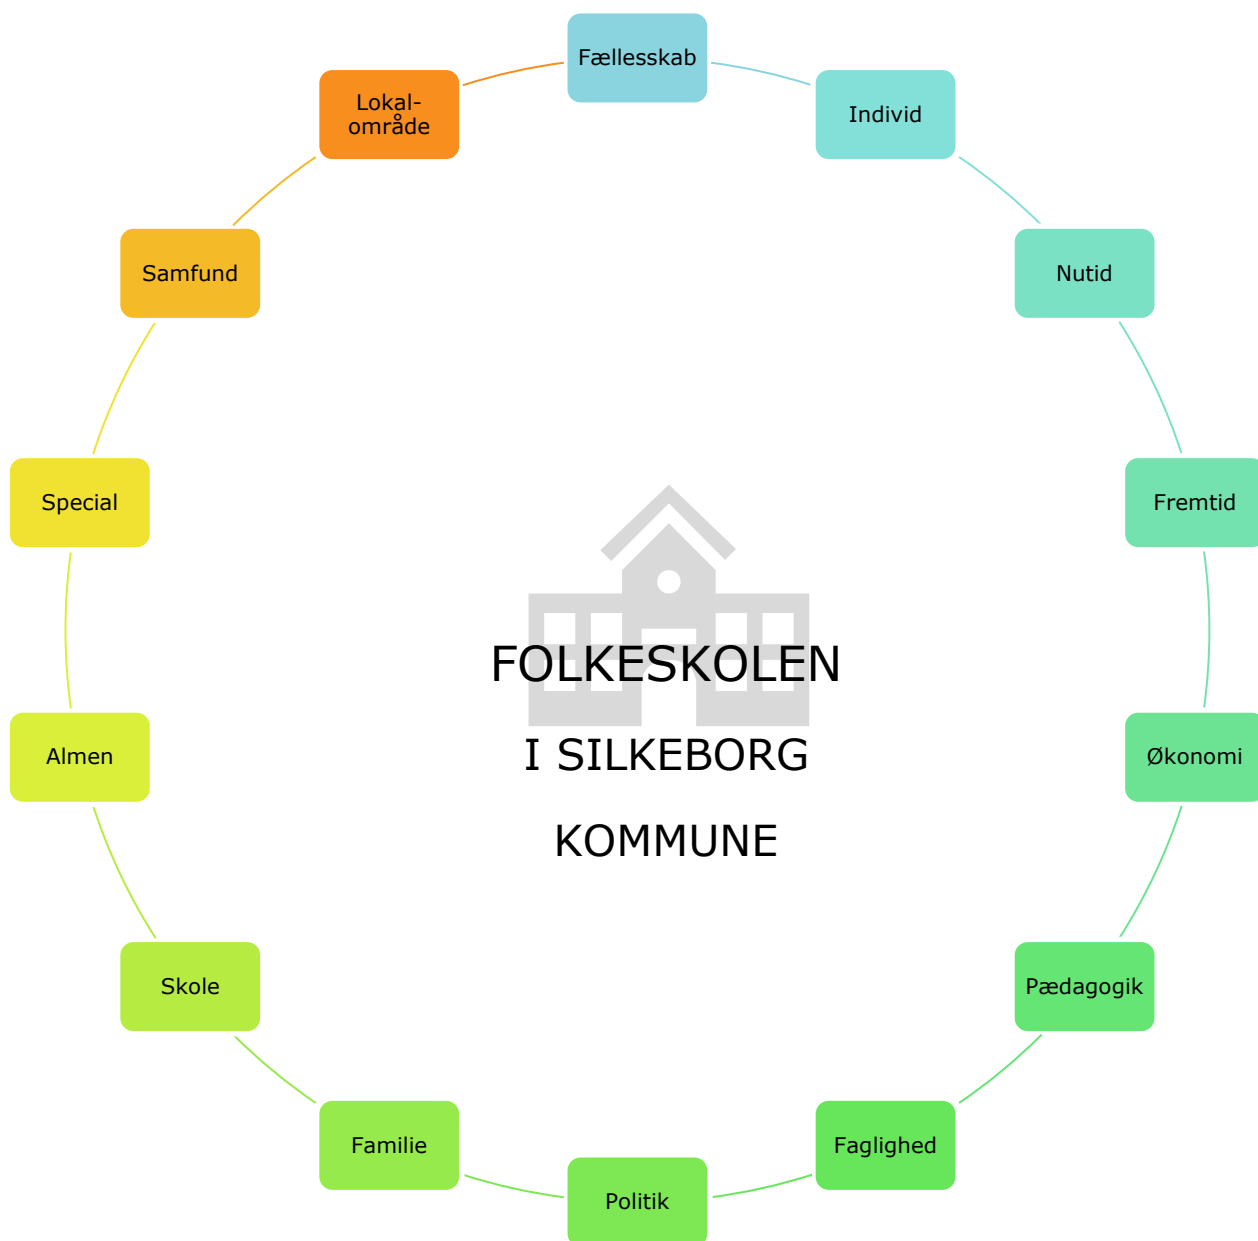 Fællesskab
Individ
Nutid
Fremtid
Økonomi
Pædagogik
Faglighed
Politik
Familie
Skole
Almen
Special
Samfund
Lokal-
område
FOLKESKOLEN
I SILKEBORG
KOMMUNE